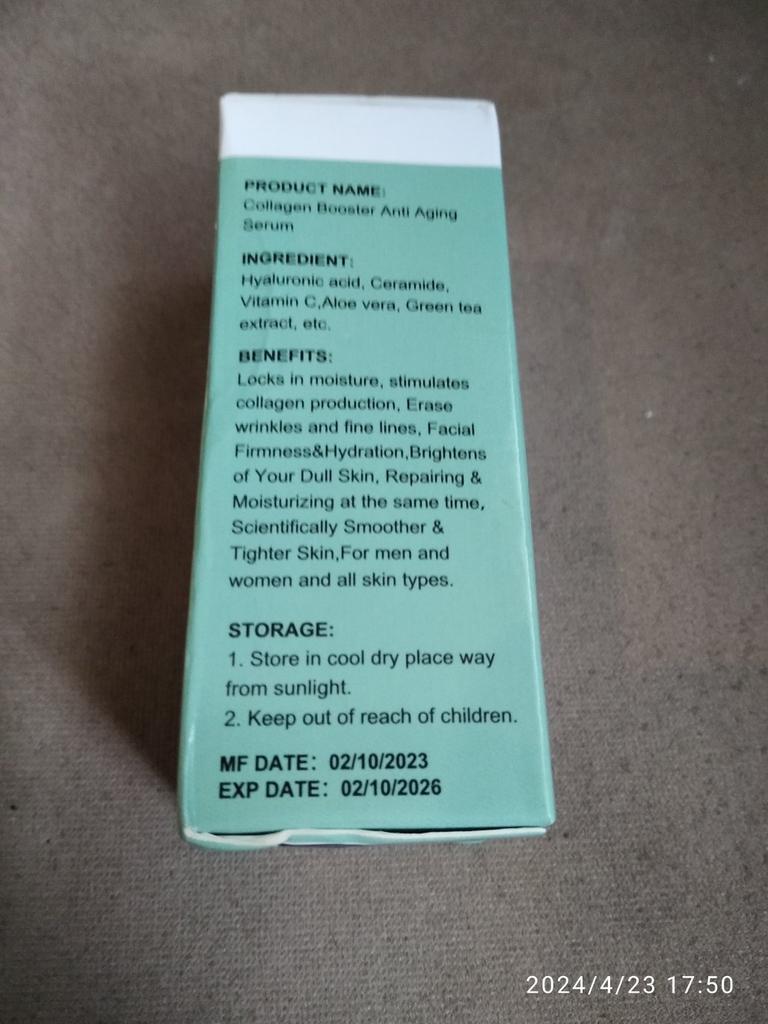 PRODUCT NAME:
Collagen Booster Anti Aging
Serum
INGREDIENT:
Hyaluronic acid, Ceramide,
Vitamin C,Aloe vera, Green tea
extract, etc.
BENEFITS:
Locks in moisture, stimulates
collagen production, Erase
wrinkles and fine lines, Facial
Firmness&Hydration,Brightens
of Your Dull Skin, Repairing &
Moisturizing at the same time,
Scientifically Smoother &
Tighter Skin,For men and
women and all skin types.
STORAGE:
1. Store in cool dry place way
from sunlight.
2. Keep out of reach of children.
MF DATE: 02/10/2023
EXP DATE: 02/10/2026
2024/4/23 17:50